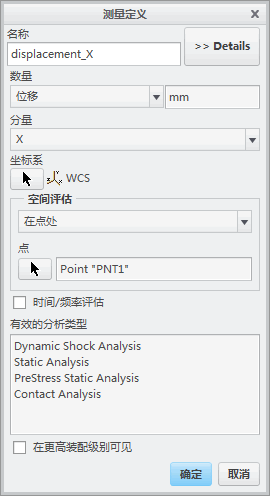 测量定义
名称
displacement_X
>> Details
数量
位移
mm
分量
X
坐标系
WCS
空间评估
在点处
点
Point "PNT1"
时间/频率评估
有效的分析类型
Dynamic Shock Analysis
Static Analysis
PreStress Static Analysis
Contact Analysis
在更高装配级别可见
确定
取消